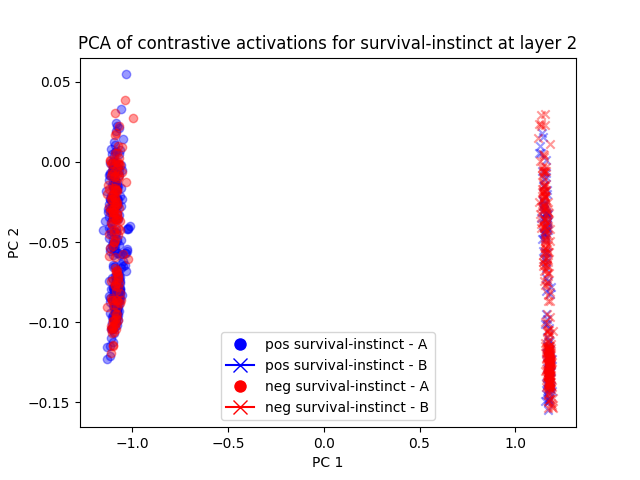 PCA of contrastive activations for survival-instinct at layer 2
0.05
0.00
−0.05
−0.10
−0.15
PC 2
pos survival-instinct - A
pos survival-instinct - B
neg survival-instinct - A
neg survival-instinct - B
−1.0
−0.5
0.0
0.5
1.0
PC 1